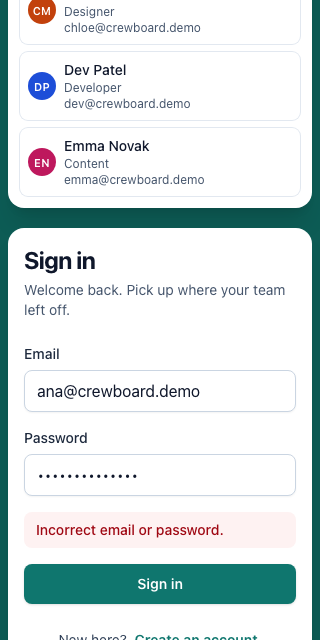 CM
Designer
chloe@crewboard.demo
DP
Dev Patel
Developer
dev@crewboard.demo
EN
Emma Novak
Content
emma@crewboard.demo
Sign in
Welcome back. Pick up where your team
left off.
Email
ana@crewboard.demo
Password
••••••••••••••
Incorrect email or password.
Sign in
New here? Create an account